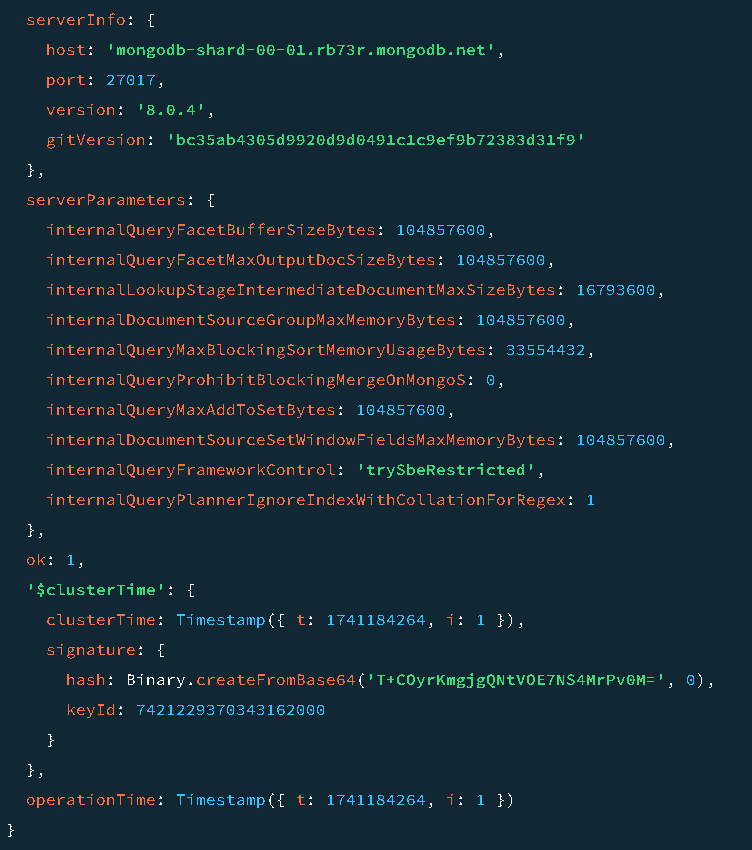 serverInfo: {
host: 'mongodb-shard-00-01.rb73r.mongodb.net',
port: 27017,
version: '8.0.4',
gitVersion: 'bc35ab4305d9920d9d0491c1c9ef9b72383d31f9'
},
serverParameters: {
internalQueryFacetBufferSizeBytes: 104857600,
internalQueryFacetMaxOutputDocSizeBytes: 104857600,
internalLookupStageIntermediateDocumentMaxSizeBytes: 16793600,
internalDocumentSourceGroupMaxMemoryBytes: 104857600,
internalQueryMaxBlockingSortMemoryUsageBytes: 33554432,
internalQueryProhibitBlockingMergeOnMongoS: 0,
internalQueryMaxAddToSetBytes: 104857600,
internalDocumentSourceSetWindowFieldsMaxMemoryBytes: 104857600,
internalQueryFrameworkControl: 'trySbeRestricted',
internalQueryPlannerIgnoreIndexWithCollationForRegex: 1
},
ok: 1,
'$clusterTime': {
clusterTime: Timestamp({ t: 1741184264, i: 1 }),
signature: {
hash: Binary.createFromBase64('T+COyrKmgjgQNtVOE7NS4MrPv0M=', 0),
keyId: 7421229370343162000
}
},
operationTime: Timestamp({ t: 1741184264, i: 1 })
}